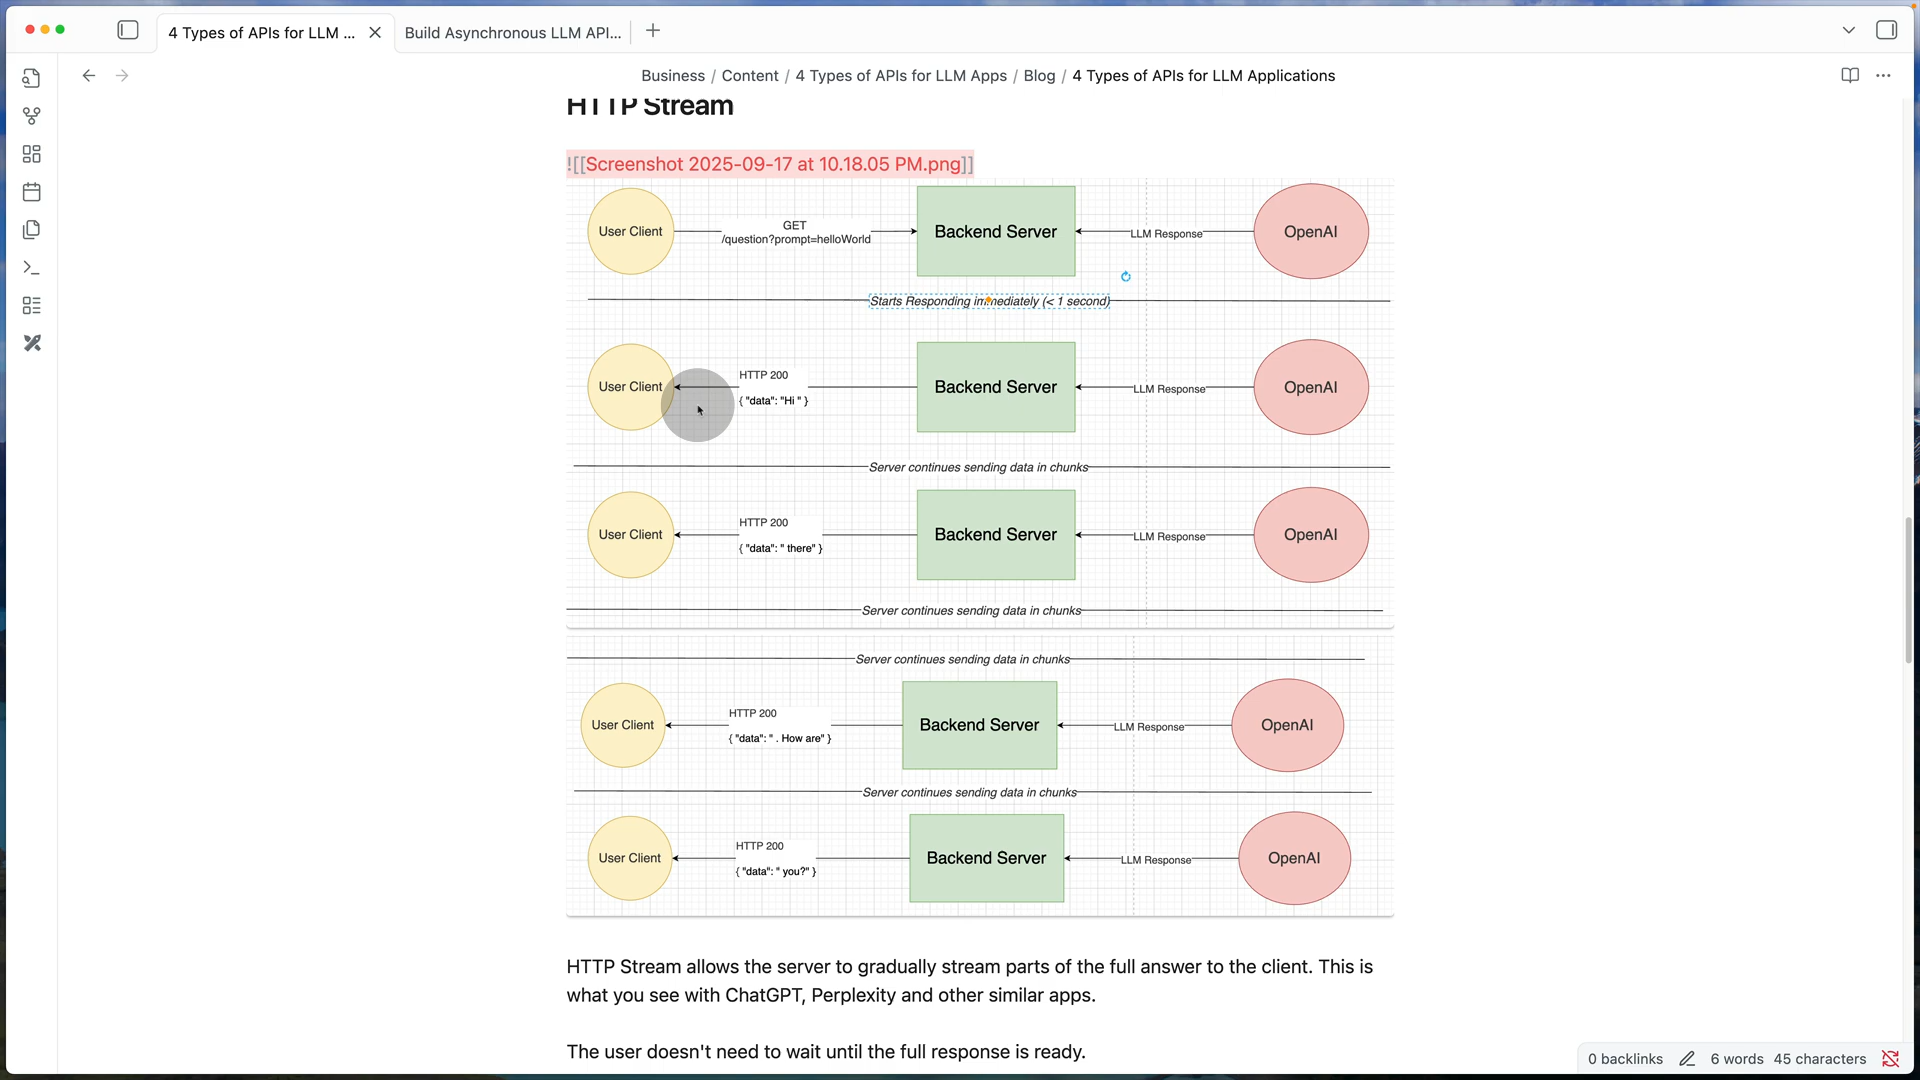 4 Types of APIs for LLM ...
Build Asynchronous LLM API...
Business / Content / 4 Types of APIs for LLM Apps / Blog / 4 Types of APIs for LLM Applications
HTTP Stream
![[Screenshot 2025-09-17 at 10.18.05 PM.png]]
User Client
GET
/question?prompt=helloWorld
Backend Server
LLM Response
OpenAI
Starts Responding immediately (< 1 second)
User Client
HTTP 200
{ "data": "Hi " }
Backend Server
LLM Response
OpenAI
Server continues sending data in chunks
User Client
HTTP 200
{ "data": " there" }
Backend Server
LLM Response
OpenAI
Server continues sending data in chunks
Server continues sending data in chunks
User Client
HTTP 200
{ "data": " . How are" }
Backend Server
LLM Response
OpenAI
Server continues sending data in chunks
User Client
HTTP 200
{ "data": " you?" }
Backend Server
LLM Response
OpenAI
HTTP Stream allows the server to gradually stream parts of the full answer to the client. This is
what you see with ChatGPT, Perplexity and other similar apps.
The user doesn't need to wait until the full response is ready.
0 backlinks
6 words
45 characters